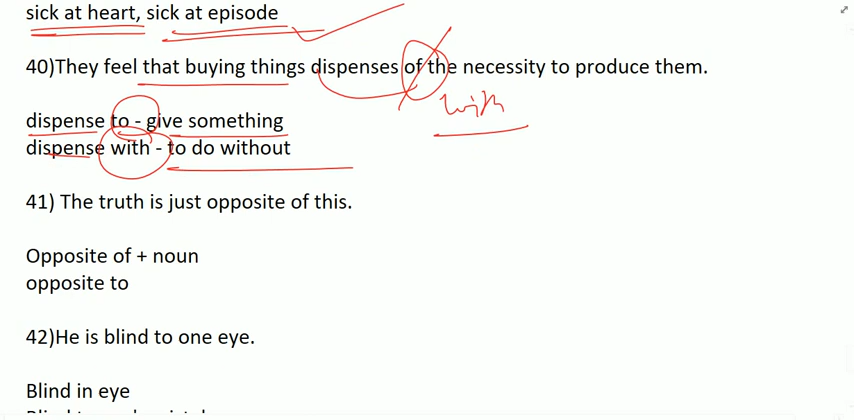 sick at heart, sick at episode
40)They feel that buying things dispenses of the necessity to produce them.
with
dispense to - give something
dispense with - to do without
41) The truth is just opposite of this.
Opposite of + noun
opposite to
42)He is blind to one eye.
Blind in eye